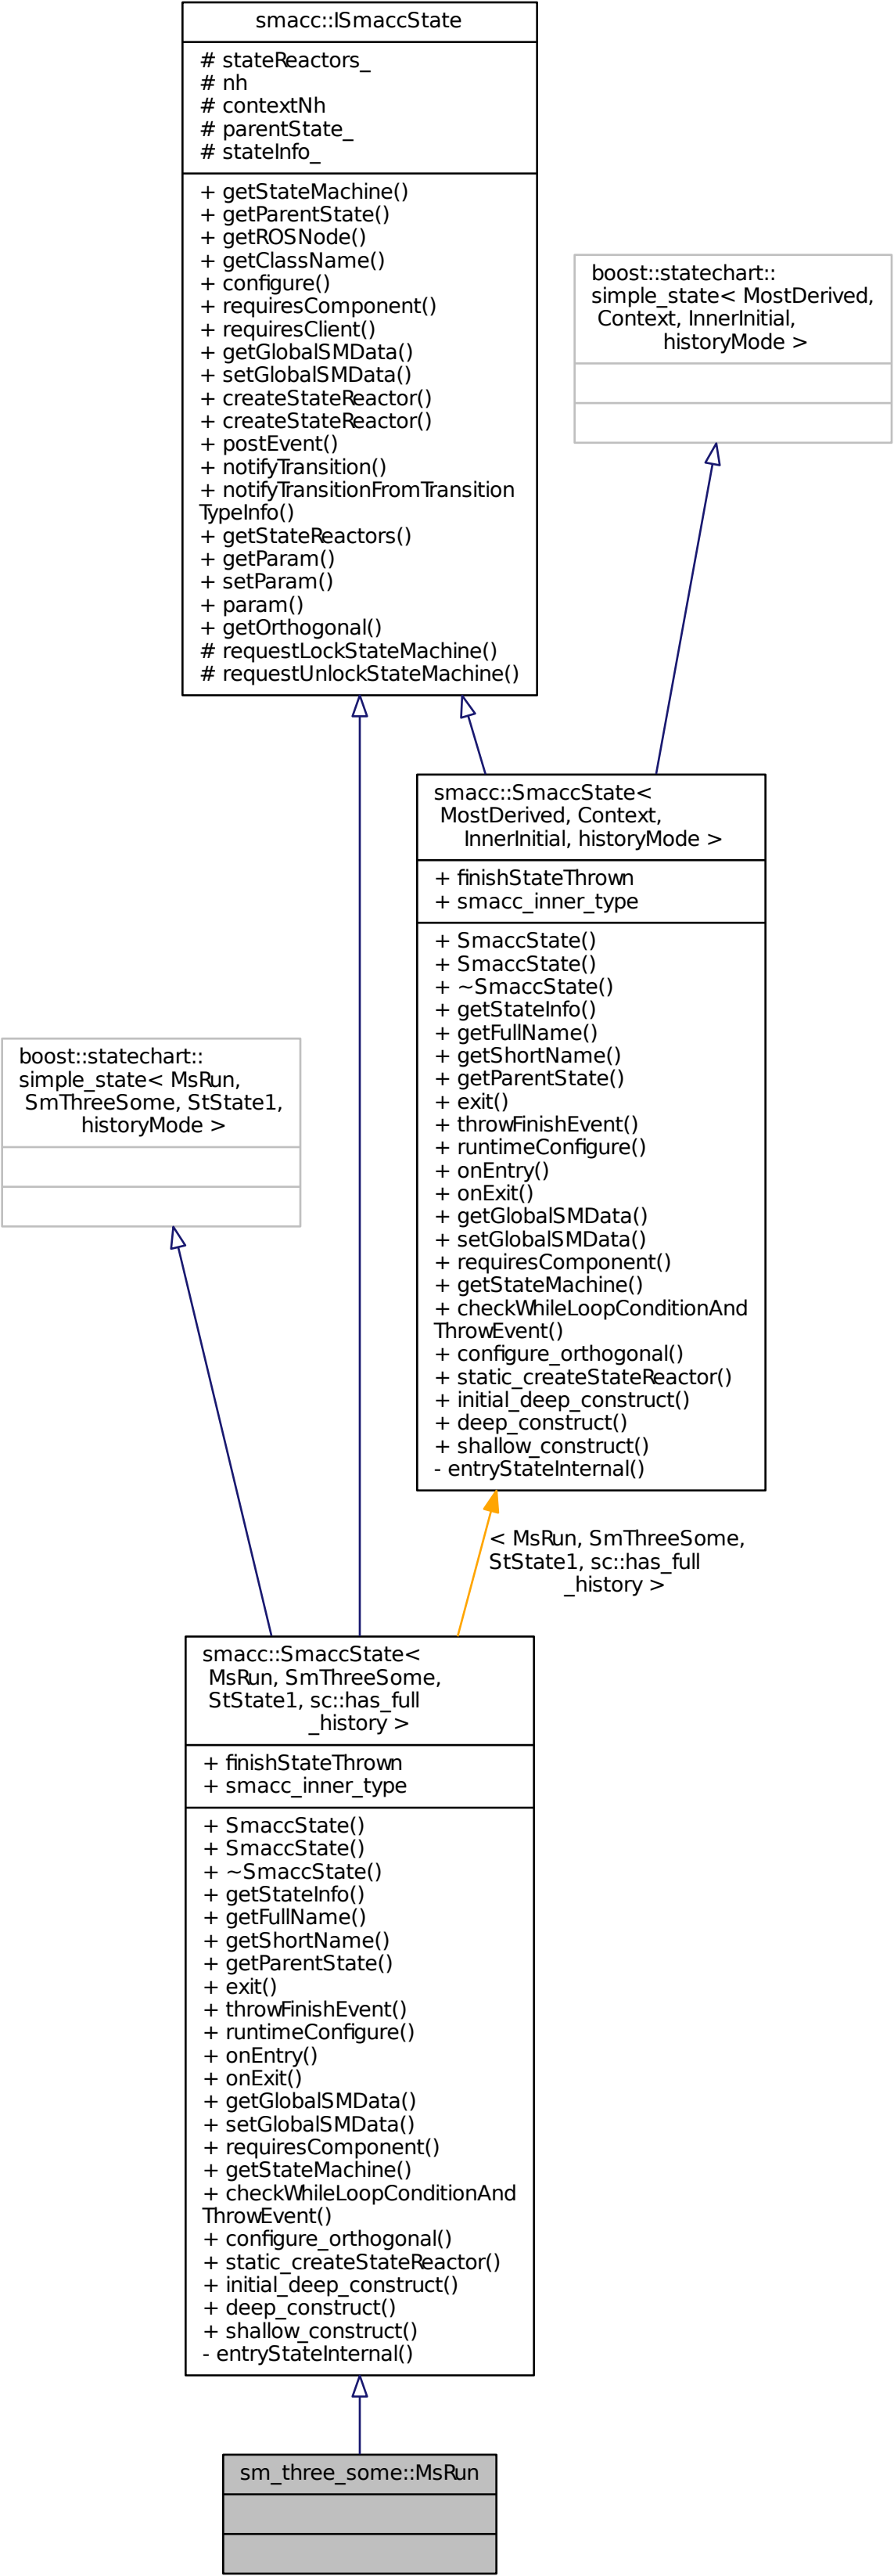 smacc::ISmaccState
# stateReactors_
# nh
# contextNh
# parentState_
# stateInfo_
+ getStateMachine()
+ getParentState()
+ getROSNode()
+ getClassName()
+ configure()
+ requiresComponent()
+ requiresClient()
+ getGlobalSMData()
+ setGlobalSMData()
+ createStateReactor()
+ createStateReactor()
+ postEvent()
+ notifyTransition()
+ notifyTransitionFromTransition
TypeInfo()
+ getStateReactors()
+ getParam()
+ setParam()
+ param()
+ getOrthogonal()
# requestLockStateMachine()
# requestUnlockStateMachine()
boost::statechart::
simple_state< MostDerived,
Context, InnerInitial,
historyMode >
smacc::SmaccState<
MostDerived, Context,
InnerInitial, historyMode >
+ finishStateThrown
+ smacc_inner_type
+ SmaccState()
+ SmaccState()
+ ~SmaccState()
+ getStateInfo()
+ getFullName()
+ getShortName()
+ getParentState()
+ exit()
+ throwFinishEvent()
+ runtimeConfigure()
+ onEntry()
+ onExit()
+ getGlobalSMData()
+ setGlobalSMData()
+ requiresComponent()
+ getStateMachine()
+ checkWhileLoopConditionAnd
ThrowEvent()
+ configure_orthogonal()
+ static_createStateReactor()
+ initial_deep_construct()
+ deep_construct()
+ shallow_construct()
- entryStateInternal()
boost::statechart::
simple_state< MsRun,
SmThreeSome, StState1,
historyMode >
< MsRun, SmThreeSome,
StState1, sc::has_full
_history >
smacc::SmaccState<
MsRun, SmThreeSome,
StState1, sc::has_full
_history >
+ finishStateThrown
+ smacc_inner_type
+ SmaccState()
+ SmaccState()
+ ~SmaccState()
+ getStateInfo()
+ getFullName()
+ getShortName()
+ getParentState()
+ exit()
+ throwFinishEvent()
+ runtimeConfigure()
+ onEntry()
+ onExit()
+ getGlobalSMData()
+ setGlobalSMData()
+ requiresComponent()
+ getStateMachine()
+ checkWhileLoopConditionAnd
ThrowEvent()
+ configure_orthogonal()
+ static_createStateReactor()
+ initial_deep_construct()
+ deep_construct()
+ shallow_construct()
- entryStateInternal()
sm_three_some::MsRun